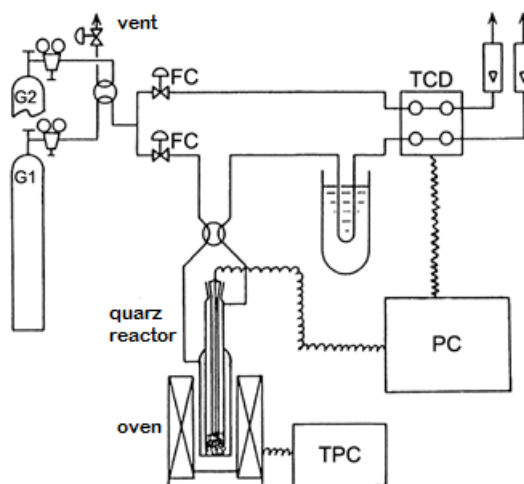 vent
G2
FC
TCD
G1
FC
quarz
reactor
PC
oven
TPC